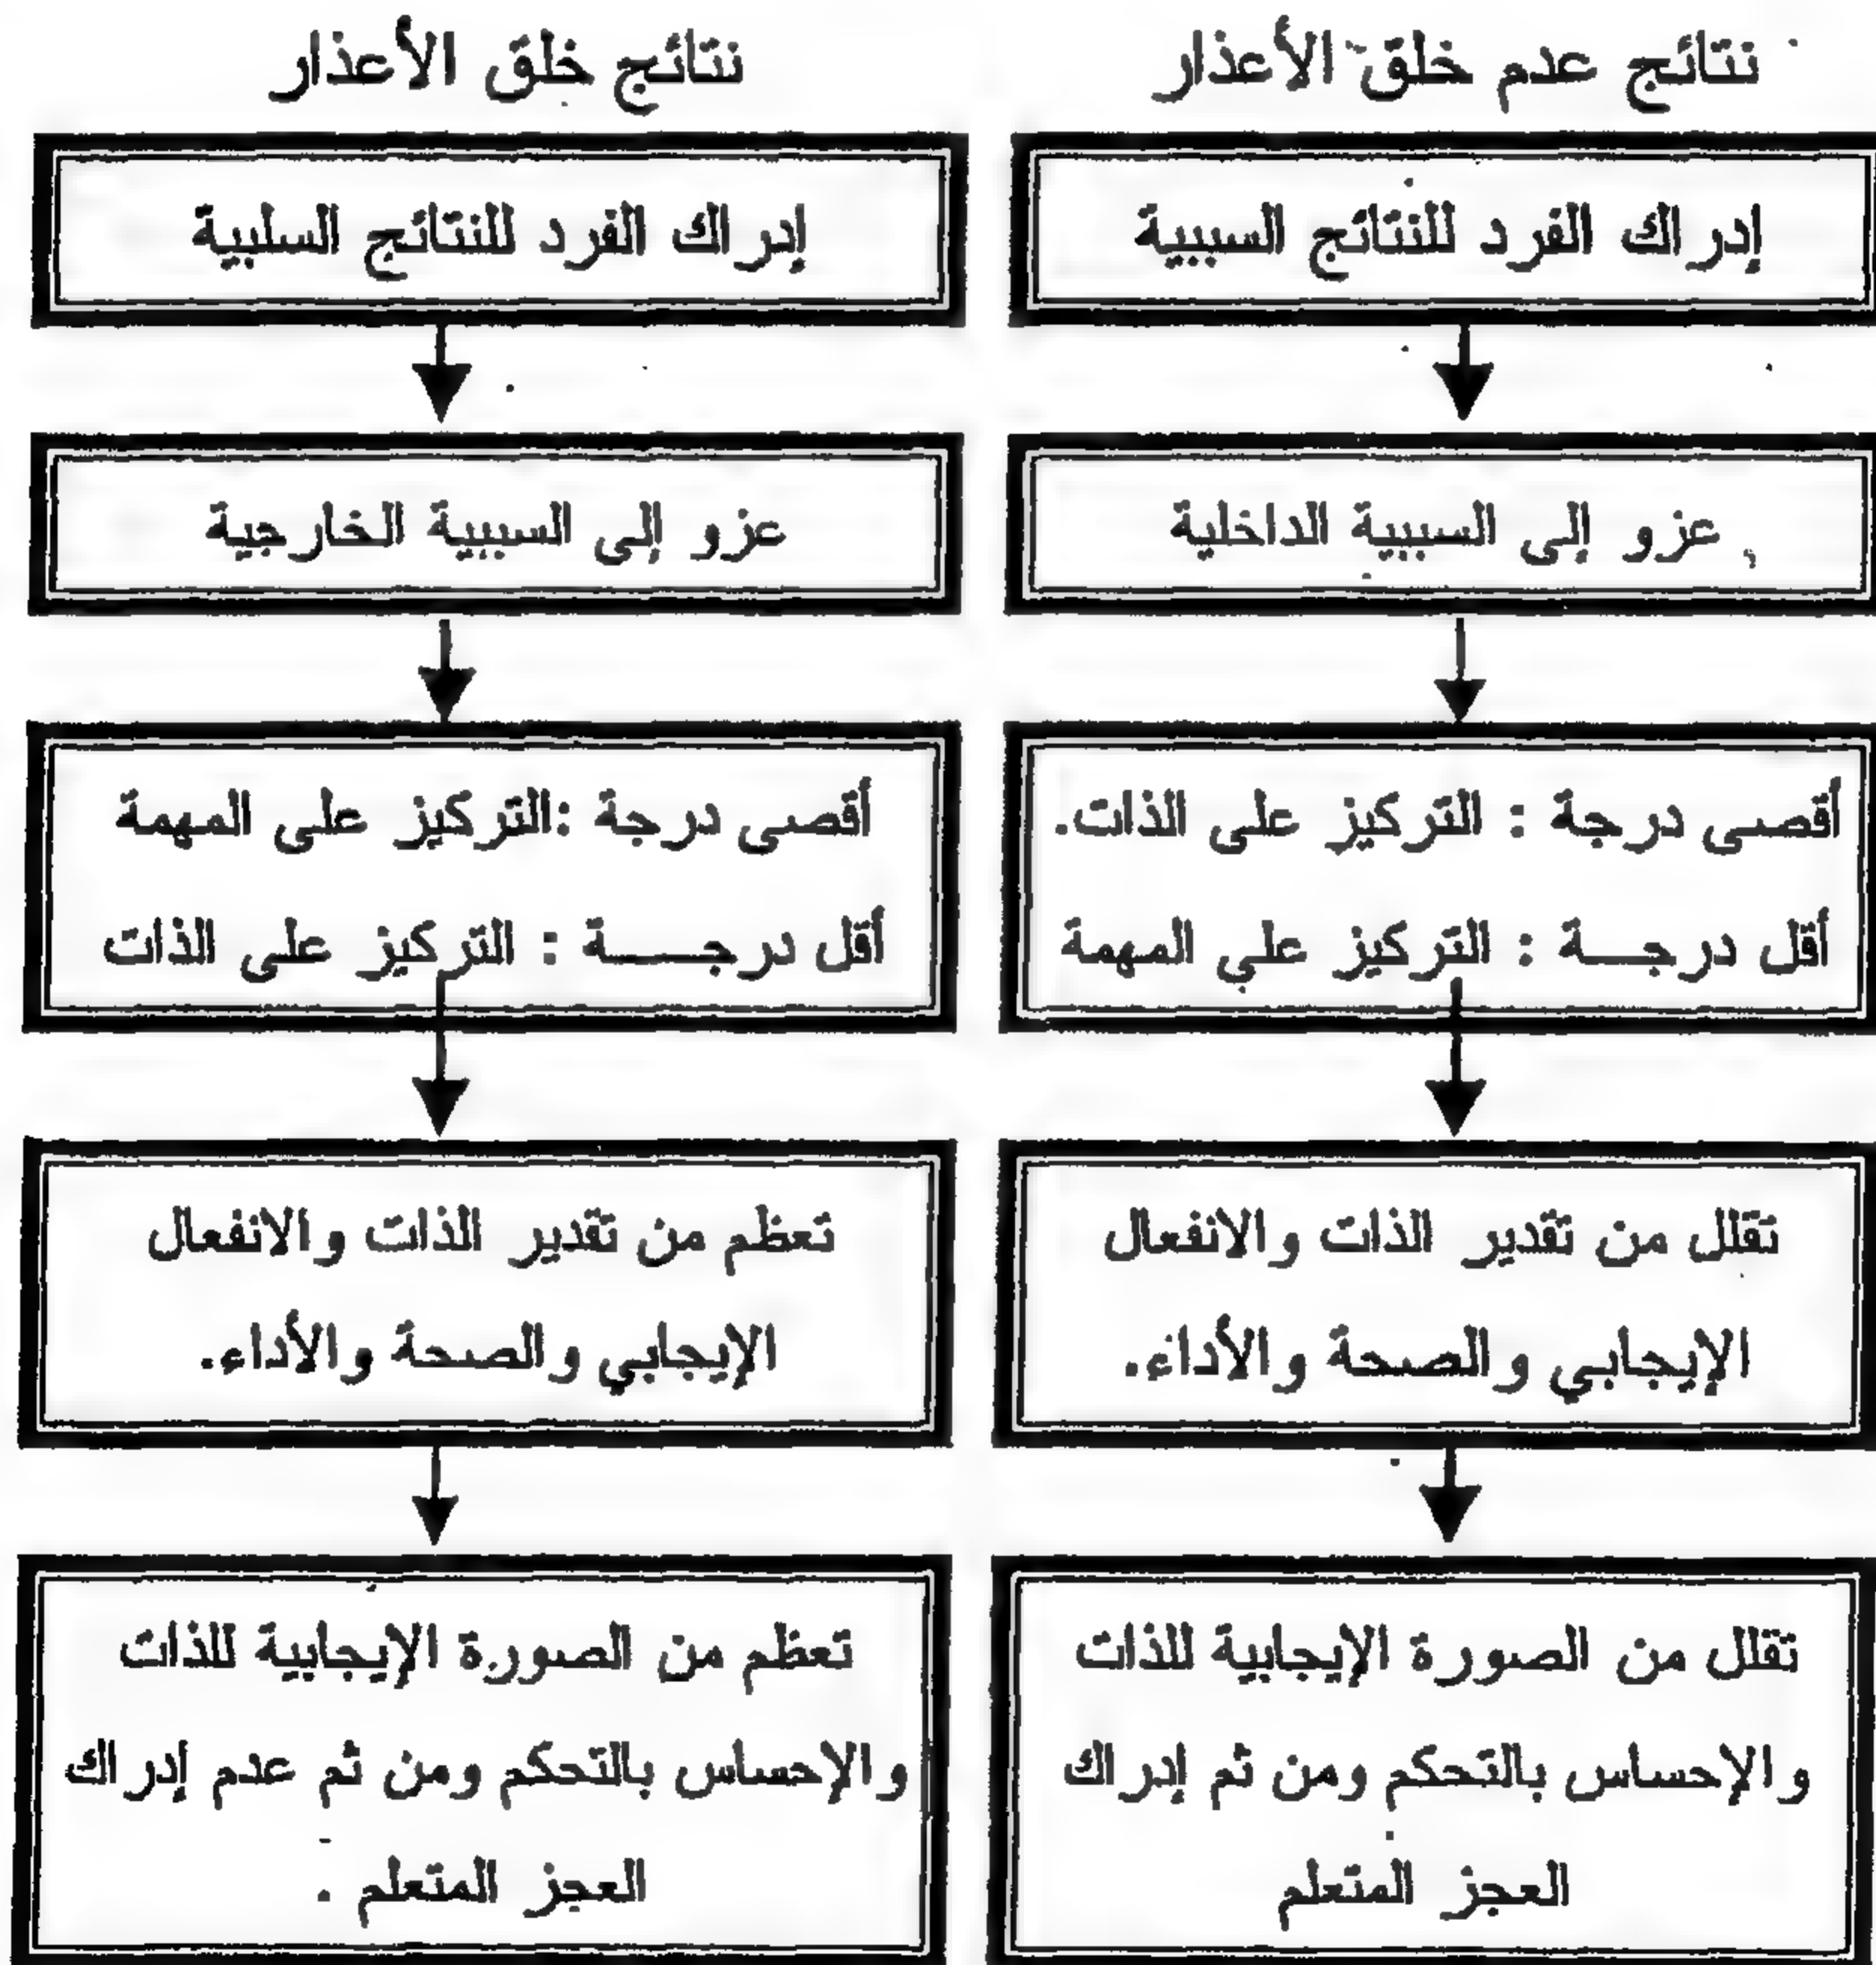 نتائج عدم خلق الأعذار
إدراك الفرد للنتائج السببية
عزو إلى السببية الداخلية
أقصى درجة : التركيز على الذات.
أقل درجـــة : التركيز علي المهمة
تقلل من تقدير الذات والانفعال
الإيجابي والصحة والأداء.
تقلل من الصورة الإيجابية للذات
والإحساس بالتحكم ومن ثم إدراك
العجز المتعلم
نتائج خلق الأعذار
إدراك الفرد للنتائج السلبية
عزو إلى السببية الخارجية
أقصى درجة :التركيز على المهمة
أقل درجـــــة : التركيز على الذات
تعظم من تقدير الذات والانفعال
الإيجابي والصحة والأداء.
تعظم من الصورة الإيجابية للذات
والإحساس بالتحكم ومن ثم عدم إدراك
العجز المتعلم .